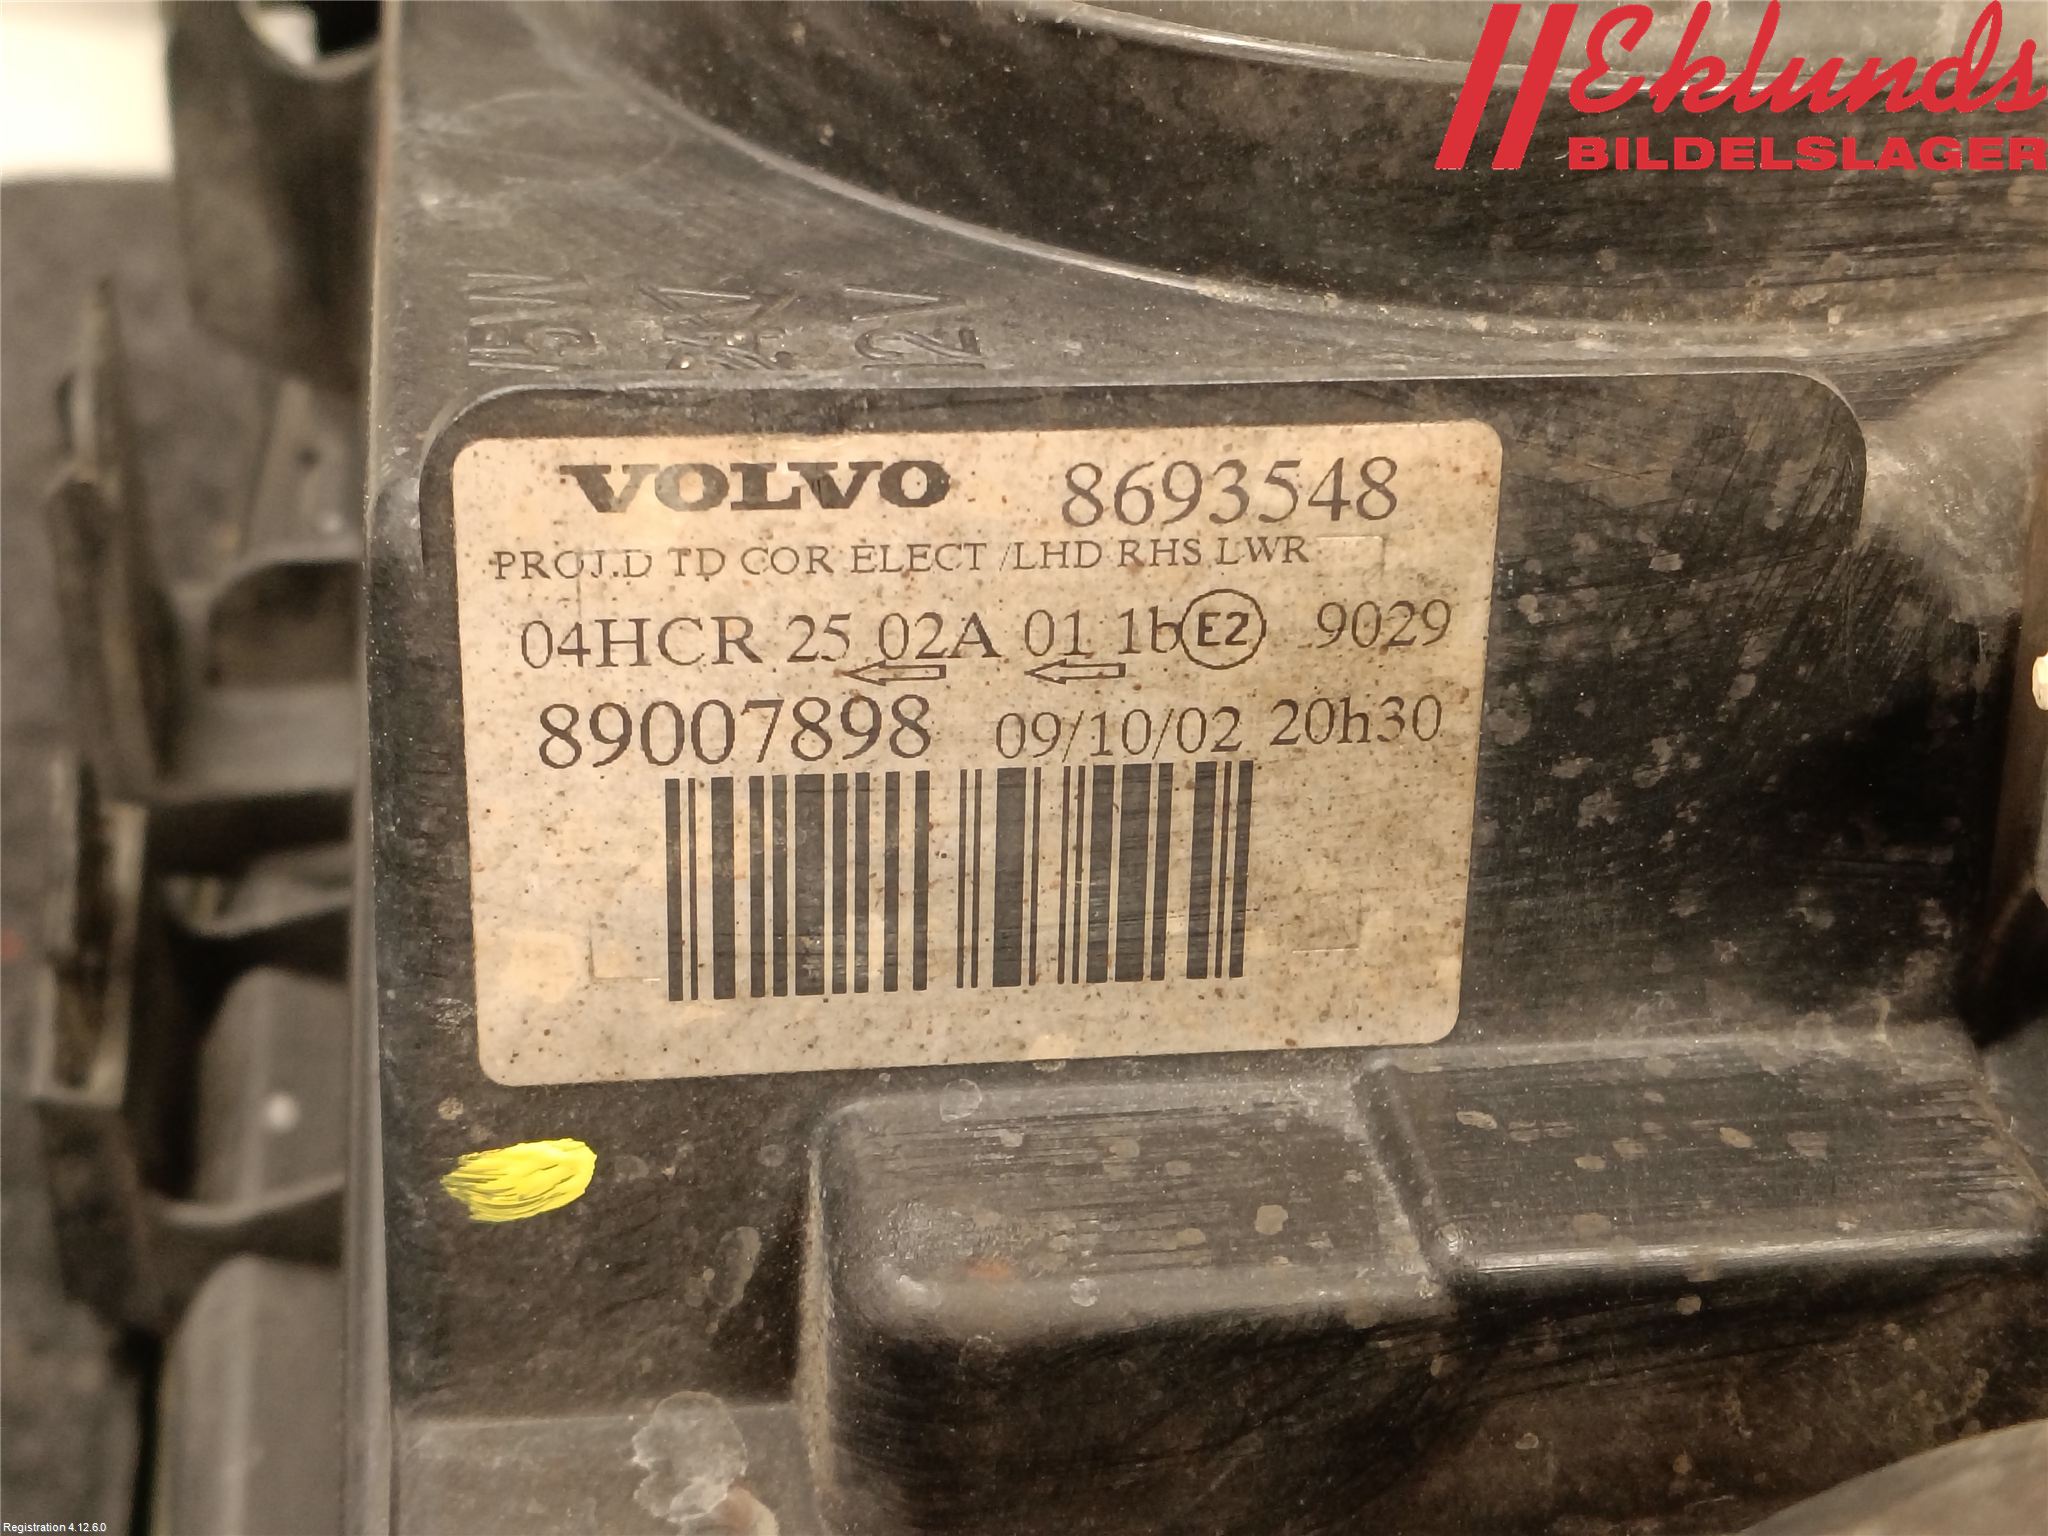 Eklunds
BILDELSLAGER
VOLVO 8693548
PROJ.D TD COR ELECT /LHD RHS LWR
04HCR 25 02A 01 1b E2 9029
89007898 09/10/02 20h30
Registration 4.12.6.0